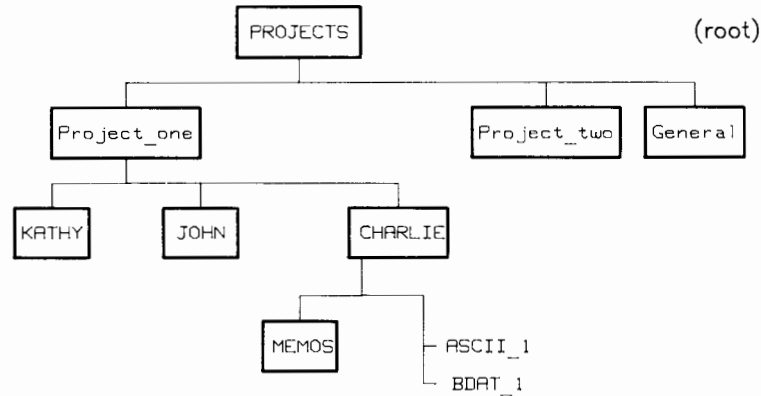 PROJECTS (root)
Project_one Project_two General
KATHY JOHN CHARLIE
MEMOS ASCII_1
BDAT_1